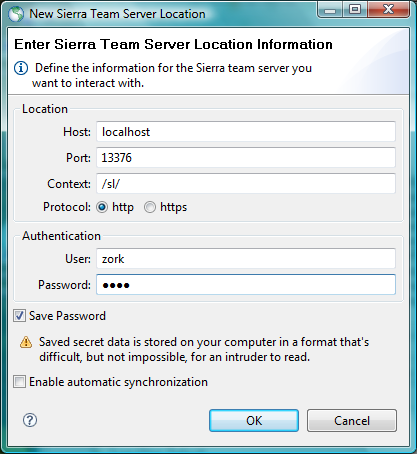 New Sierra Team Server Location
Enter Sierra Team Server Location Information
Define the information for the Sierra team server you
want to interact with.
Location
Host: localhost
Port: 13376
Context: /sl/
Protocol: http https
Authentication
User: zork
Password: ●●●●
Save Password
Saved secret data is stored on your computer in a format that's
difficult, but not impossible, for an intruder to read.
Enable automatic synchronization
? OK Cancel